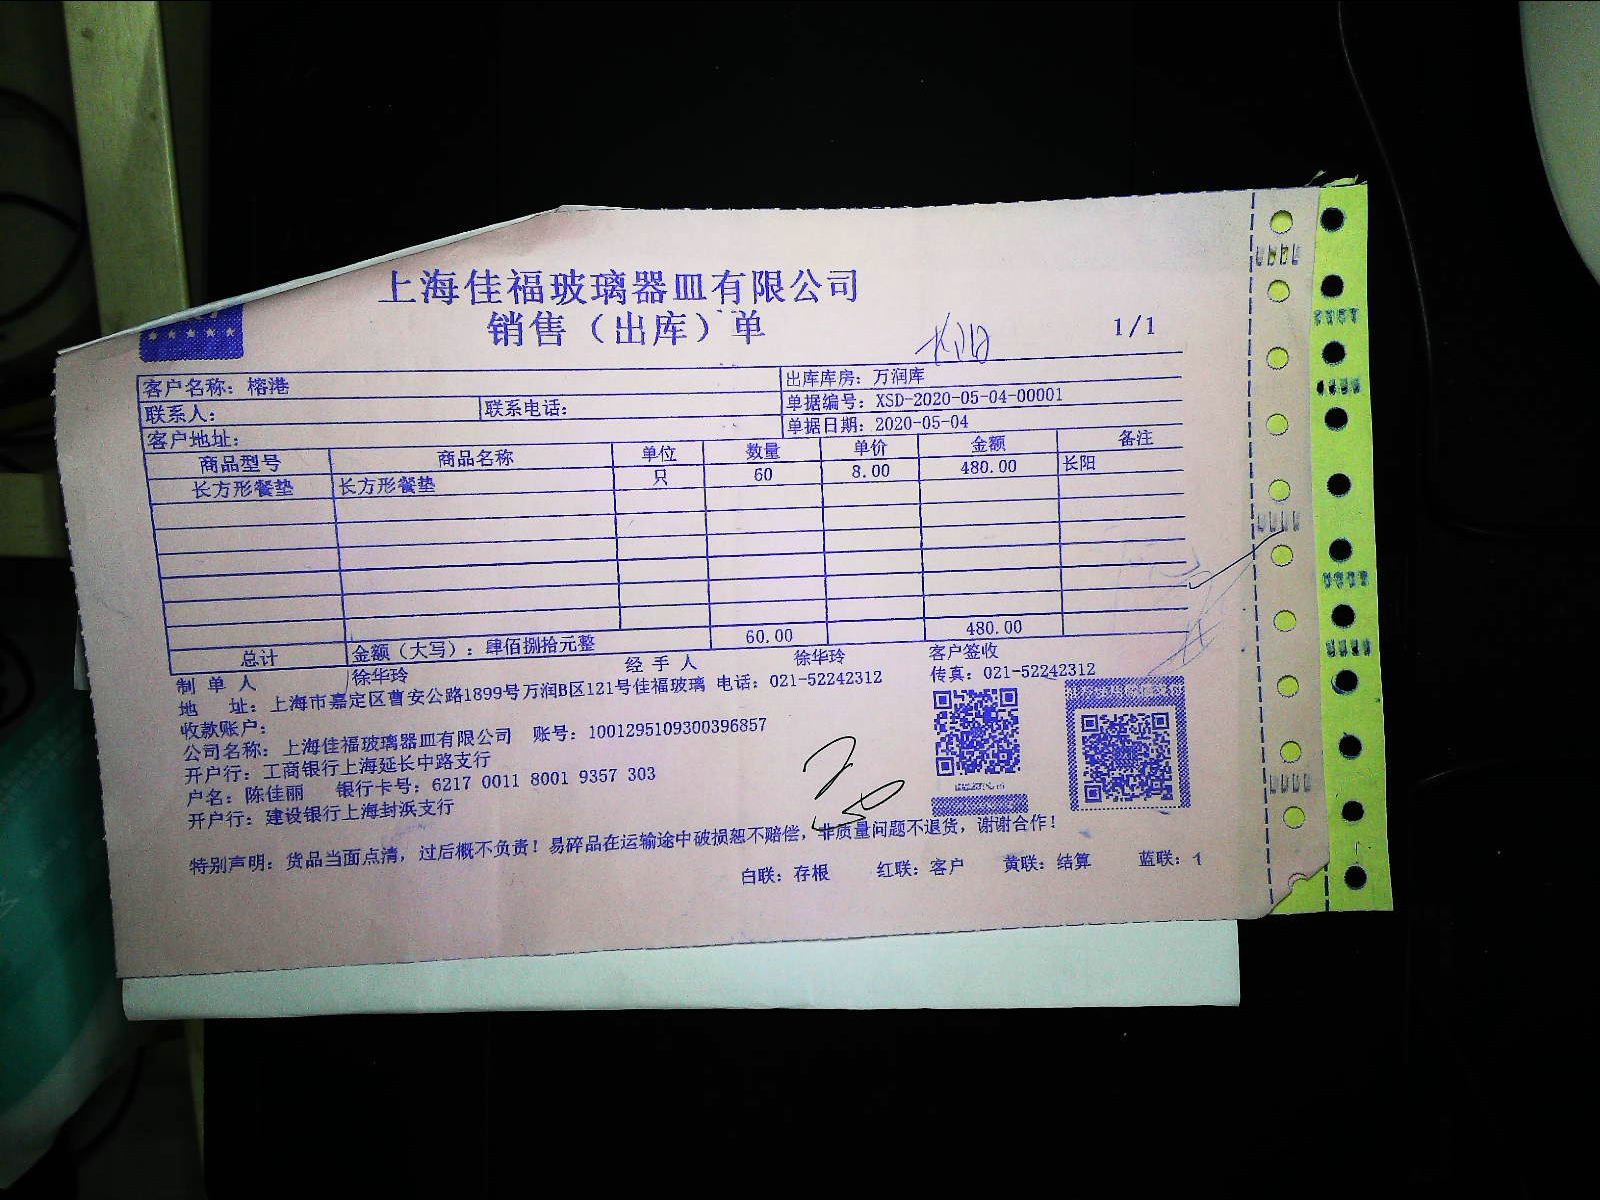 上海佳福玻璃器皿有限公司
销售（出库）单
1/1
客户名称：榕港
出库库房：万润库
联系人：
联系电话：
单据编号：XSD-2020-05-04-00001
客户地址：
单据日期：2020-05-04
商品型号 商品名称 单位 数量 单价 金额 备注
长方形餐垫 长方形餐垫 只 60 8.00 480.00 长阳
总计 金额（大写）：肆佰捌拾元整 60.00 480.00
制单人 徐华玲 经手人 徐华玲 客户签收
地 址：上海市嘉定区曹安公路1899号万润B区121号佳福玻璃 电话：021-52242312 传真：021-52242312
收款账户：
公司名称：上海佳福玻璃器皿有限公司 账号：1001295109300396857
开户行：工商银行上海延长中路支行
户名：陈佳丽 银行卡号：6217 0011 8001 9357 303
开户行：建设银行上海封浜支行
特别声明：货品当面点清，过后概不负责！易碎品在运输途中破损恕不赔偿，非质量问题不退货，谢谢合作！
白联：存根 红联：客户 黄联：结算 蓝联：1